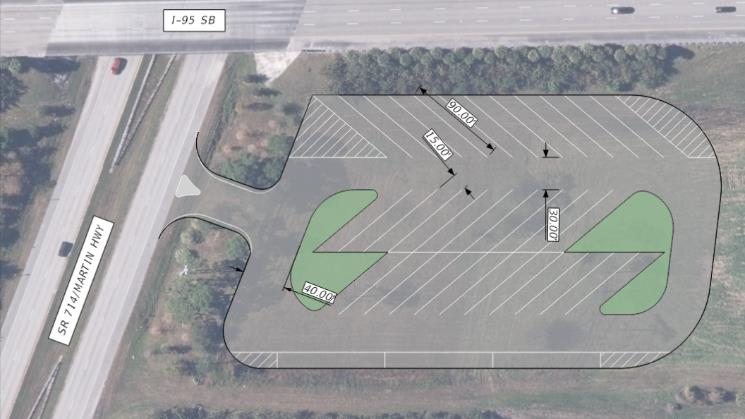 I-95 SB
90.00'
15.00'
30.00'
40.00'
SR 714/MARTIN HWY